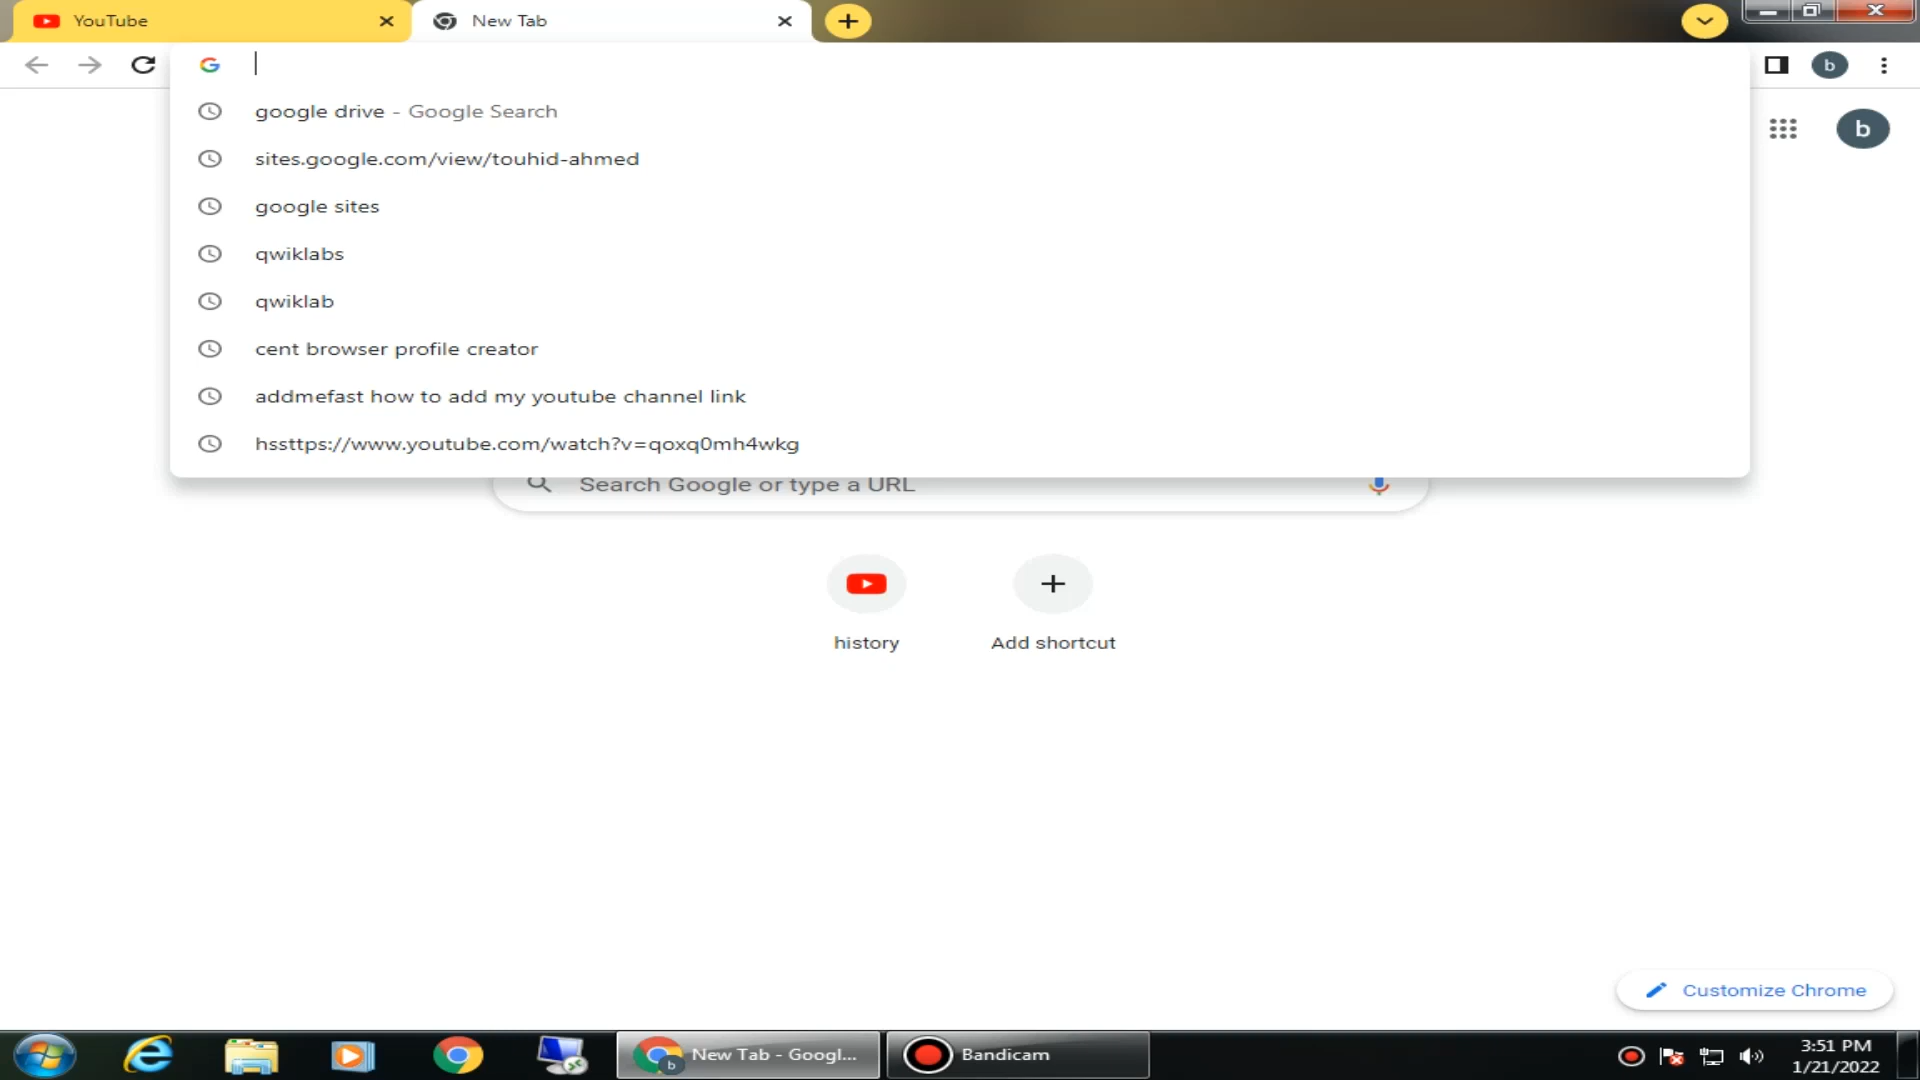 YouTube
New Tab
b
google drive - Google Search
b
sites.google.com/view/touhid-ahmed
google sites
qwiklabs
qwiklab
cent browser profile creator
addmefast how to add my youtube channel link
hssttps://www.youtube.com/watch?v=qoxq0mh4wkg
Search Google or type a URL
history
Add shortcut
Customize Chrome
b
New Tab - Googl...
Bandicam
3:51 PM
1/21/2022